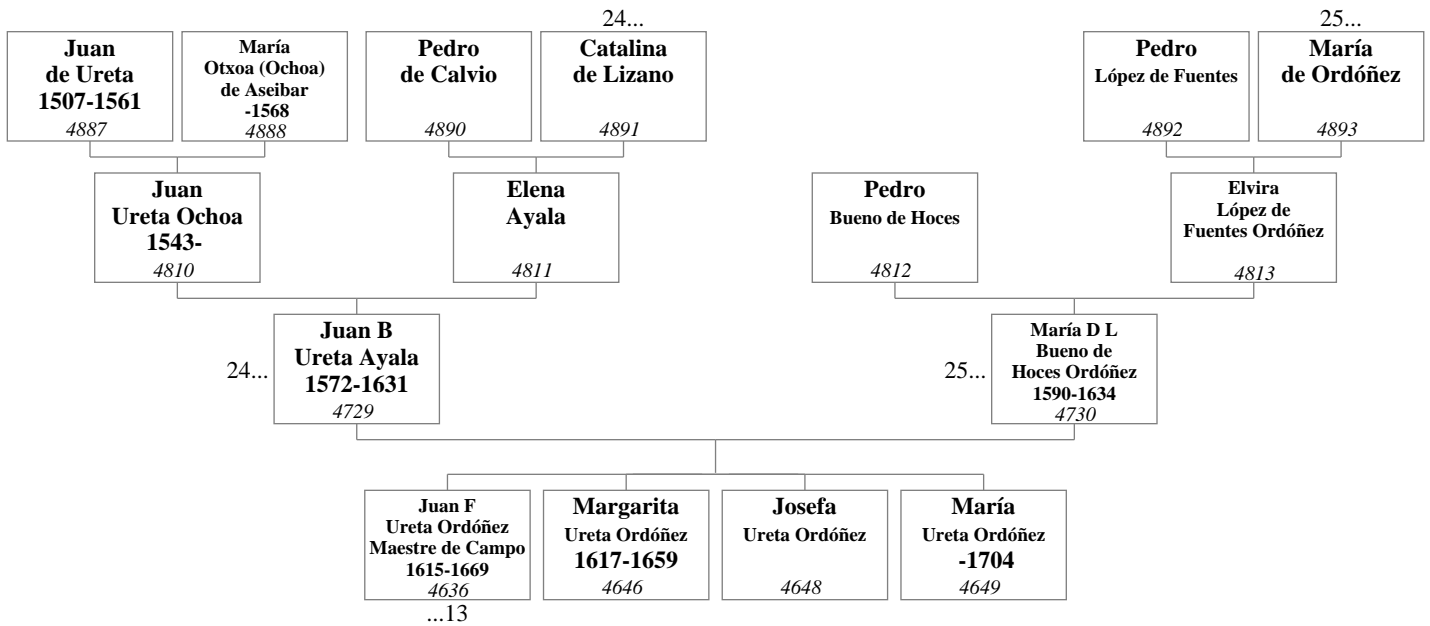 24...
25...
Juan
de Ureta
1507-1561
4887
María
Otxoa (Ochoa)
de Aseibar
-1568
4888
Pedro
de Calvio
4890
Catalina
de Lizano
4891
Pedro
López de Fuentes
4892
María
de Ordóñez
4893
Juan
Ureta Ochoa
1543-
4810
Elena
Ayala
4811
Pedro
Bueno de Hoces
4812
Elvira
López de
Fuentes Ordóñez
4813
24...
Juan B
Ureta Ayala
1572-1631
4729
25...
María D L
Bueno de
Hoces Ordóñez
1590-1634
4730
Juan F
Ureta Ordóñez
Maestre de Campo
1615-1669
4636
Margarita
Ureta Ordóñez
1617-1659
4646
Josefa
Ureta Ordóñez
4648
María
Ureta Ordóñez
-1704
4649
...13